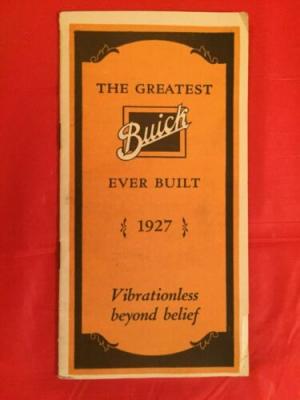 THE GREATEST
Buick
EVER BUILT
1927
Vibrationless
beyond belief